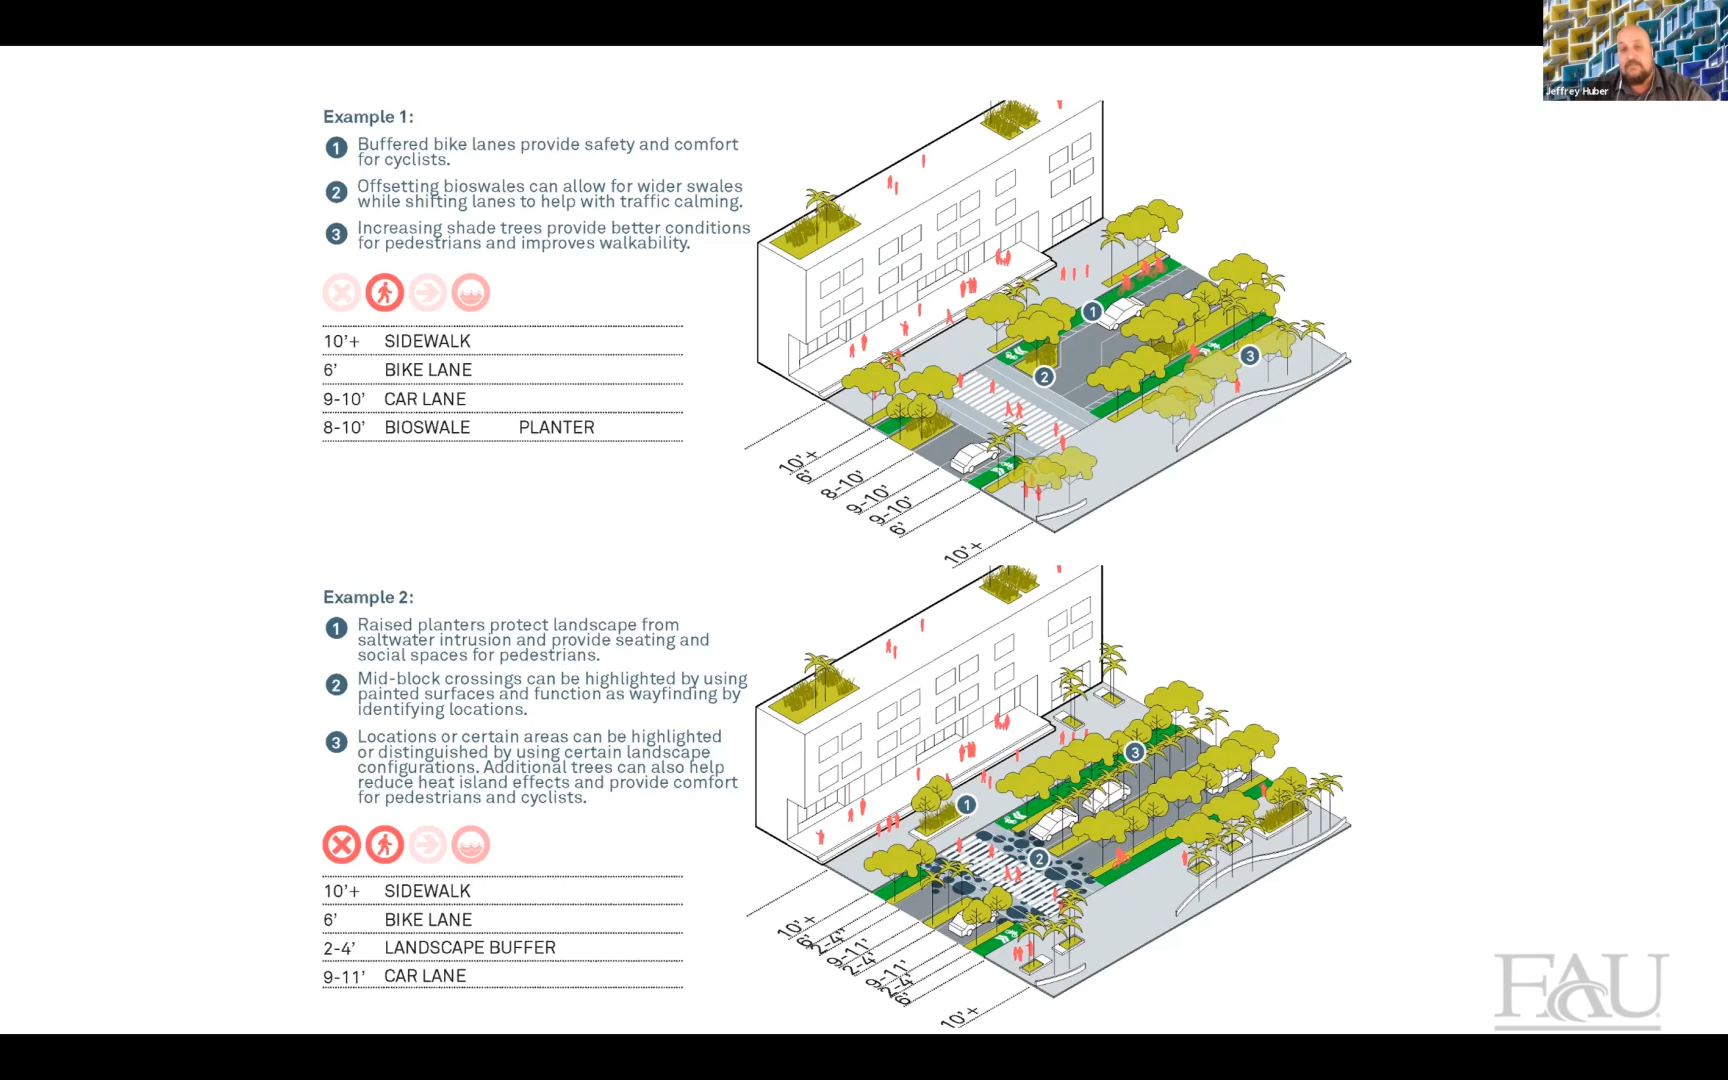 Jeffrey Huber
Example 1:
1 Buffered bike lanes provide safety and comfort
for cyclists.
2 Offsetting bioswales can allow for wider swales
while shifting lanes to help with traffic calming.
3 Increasing shade trees provide better conditions
for pedestrians and improves walkability.
10'+ SIDEWALK
6' BIKE LANE
9-10' CAR LANE
8-10' BIOSWALE PLANTER
1
2
3
10'+
6'
8-10'
9-10'
9-10'
6'
10'+
Example 2:
1 Raised planters protect landscape from
saltwater intrusion and provide seating and
social spaces for pedestrians.
2 Mid-block crossings can be highlighted by using
painted surfaces and function as wayfinding by
identifying locations.
3 Locations or certain areas can be highlighted
or distinguished by using certain landscape
configurations. Additional trees can also help
reduce heat island effects and provide comfort
for pedestrians and cyclists.
10'+ SIDEWALK
6' BIKE LANE
2-4' LANDSCAPE BUFFER
9-11' CAR LANE
3
1
2
10'+
6'
2-4'
9-11'
2-4'
9-11'
2-4'
6'
10'+
FAU